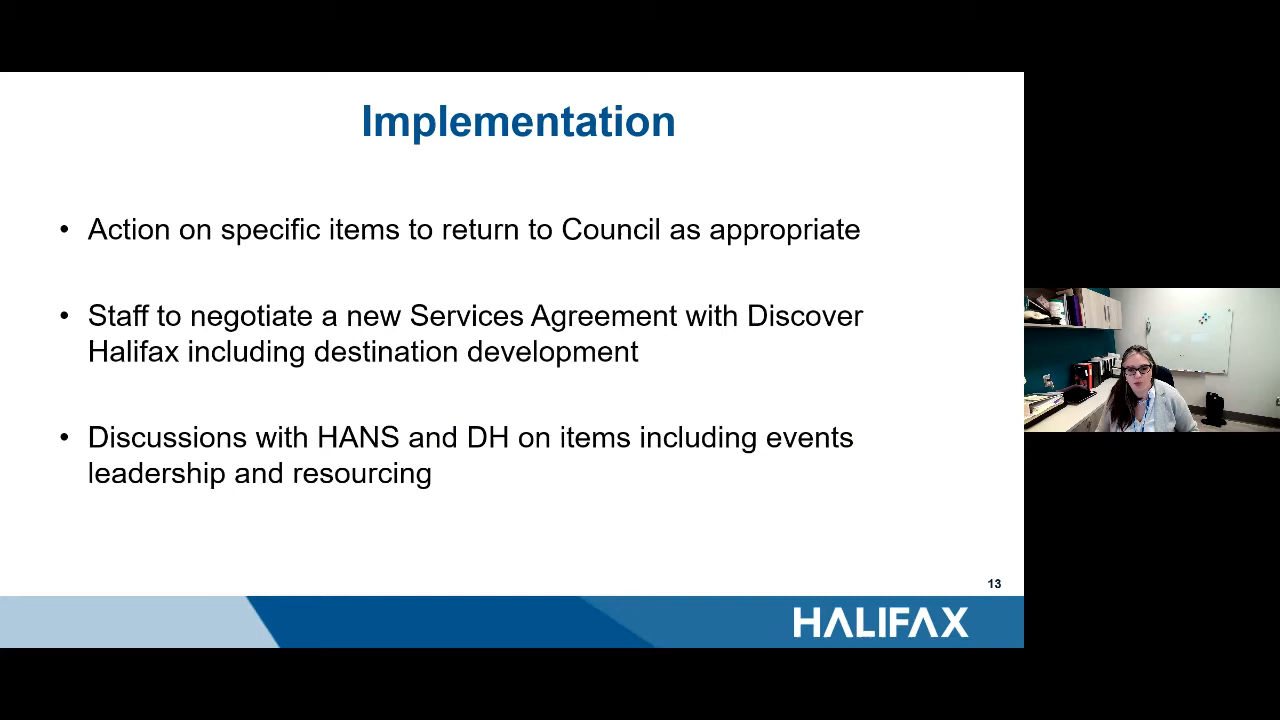 Implementation
• Action on specific items to return to Council as appropriate
• Staff to negotiate a new Services Agreement with Discover
Halifax including destination development
• Discussions with HANS and DH on items including events
leadership and resourcing
13
HALIFAX